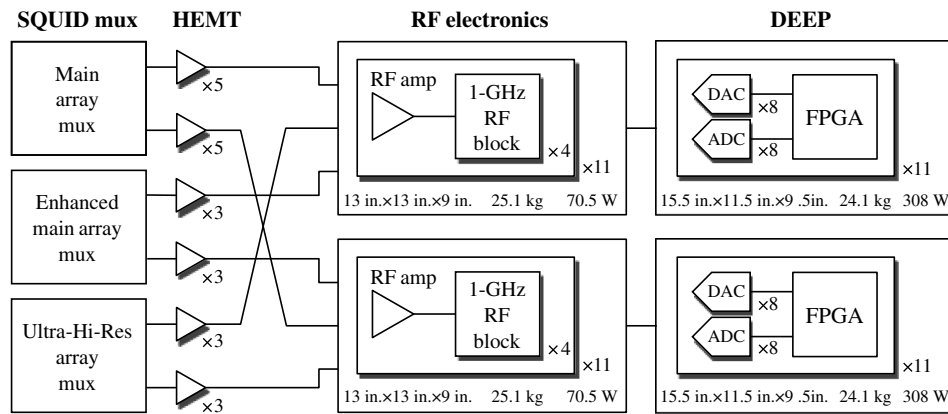 SQUID mux
HEMT
RF electronics
DEEP
Main
array
mux
×5
×5
Enhanced
main array
mux
×3
×3
Ultra-Hi-Res
array
mux
×3
×3
RF amp
1-GHz
RF
block
×4
×11
13 in.×13 in.×9 in. 25.1 kg 70.5 W
DAC
×8
ADC
×8
FPGA
×11
15.5 in.×11.5 in.×9 .5in. 24.1 kg 308 W
RF amp
1-GHz
RF
block
×4
×11
13 in.×13 in.×9 in. 25.1 kg 70.5 W
DAC
×8
ADC
×8
FPGA
×11
15.5 in.×11.5 in.×9 .5in. 24.1 kg 308 W